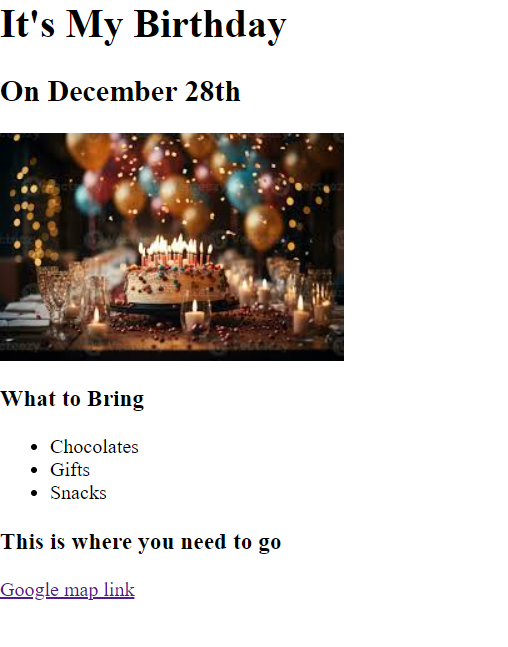 It's My Birthday
On December 28th
What to Bring
Chocolates
Gifts
Snacks
This is where you need to go
Google map link